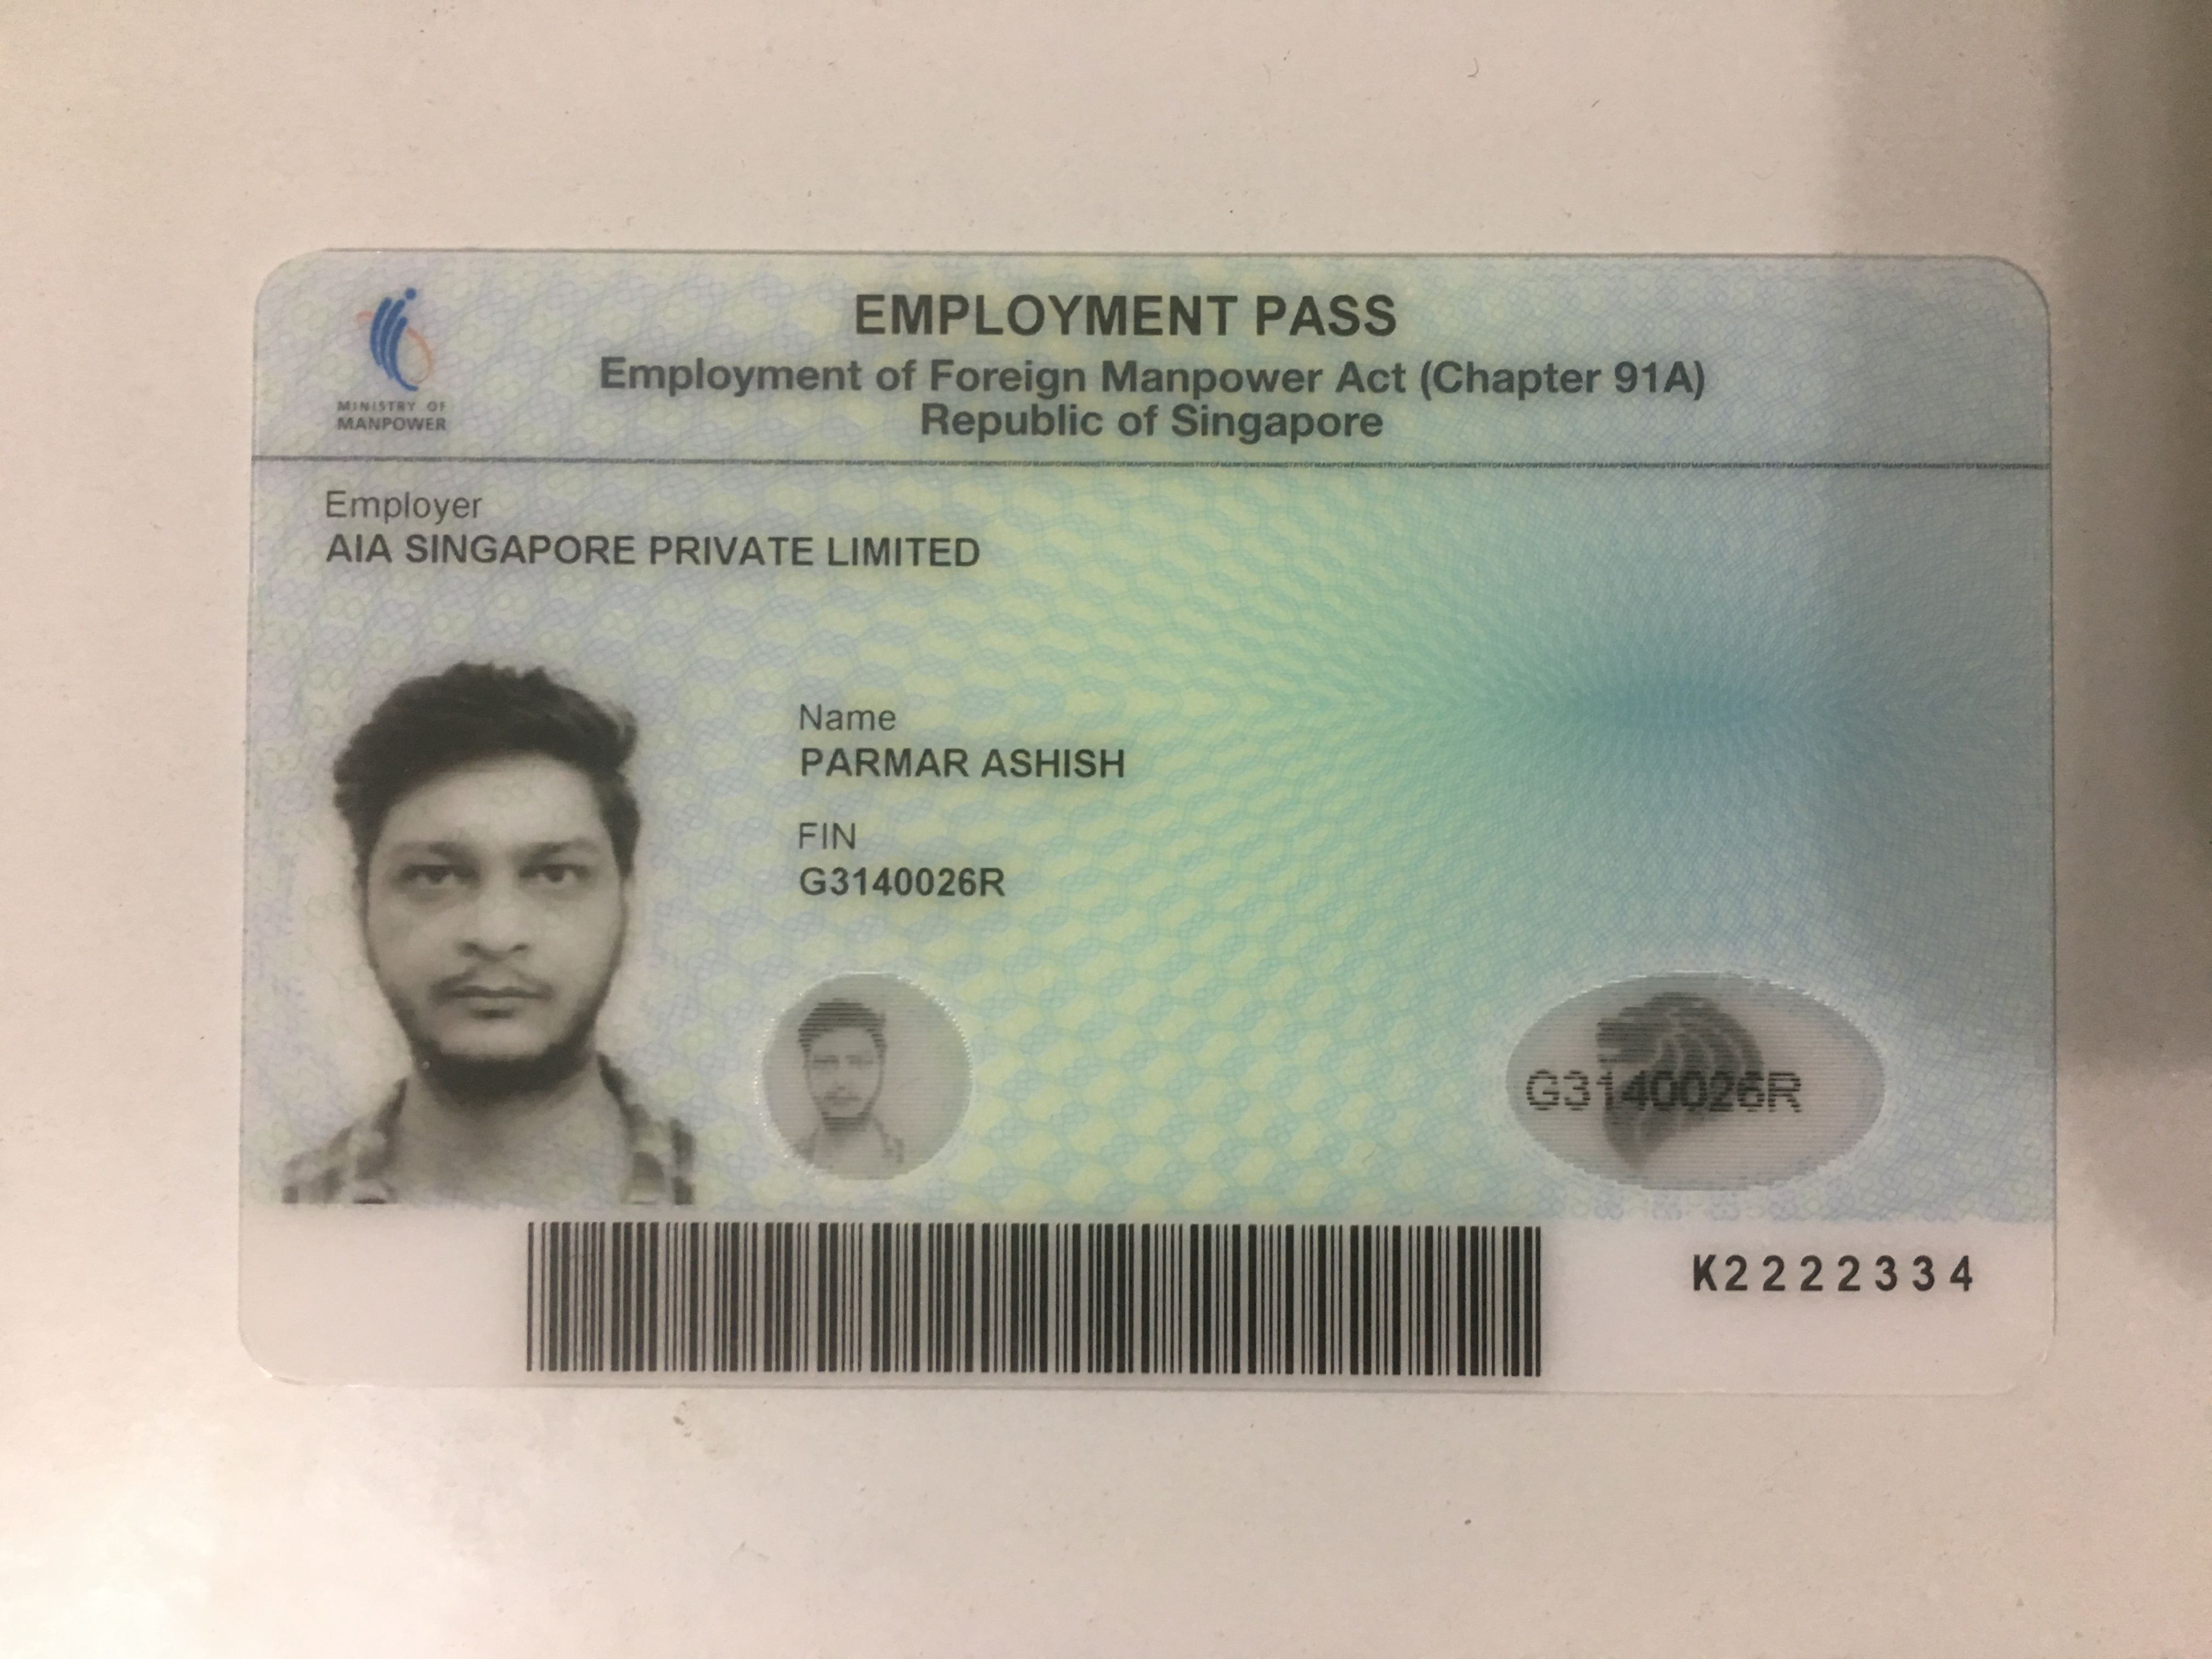 MINISTRY OF
MANPOWER
EMPLOYMENT PASS
Employment of Foreign Manpower Act (Chapter 91A)
Republic of Singapore
Employer
AIA SINGAPORE PRIVATE LIMITED
Name
PARMAR ASHISH
FIN
G3140026R
G3140026R
K2222334